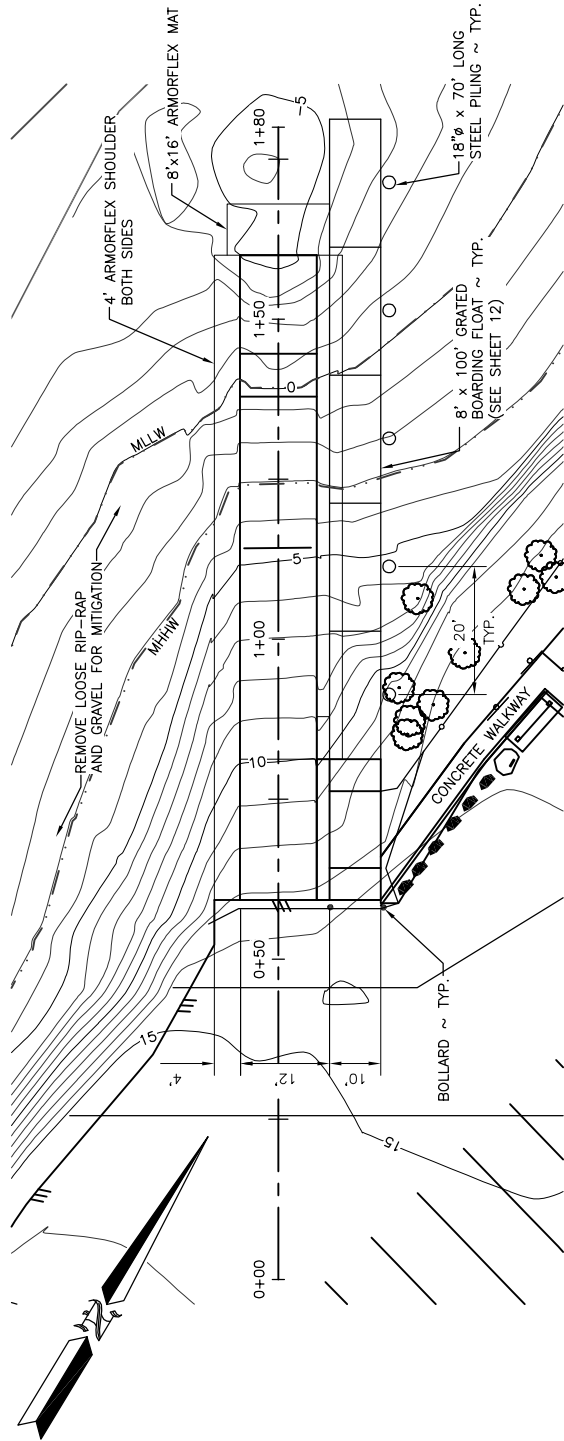 REMOVE LOOSE RIP-RAP
AND GRAVEL FOR MITIGATION
MHHW
MLLW
4' ARMORFLEX SHOULDER
BOTH SIDES
8'x16' ARMORFLEX MAT
-5
0
5
10
15
15
0+00
0+50
1+00
1+50
1+80
4'
12'
10'
BOLLARD ~ TYP.
CONCRETE WALKWAY
20'
TYP.
8' x 100' GRATED
BOARDING FLOAT ~ TYP.
(SEE SHEET 12)
18"ø x 70' LONG
STEEL PILING ~ TYP.